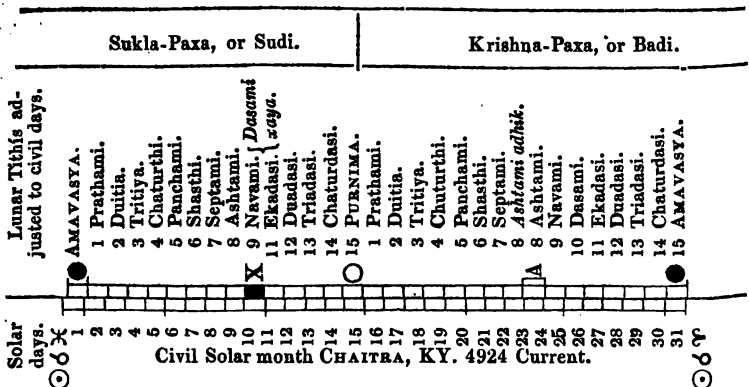 Sukla-Paxa, or Sudi.
Krishna-Paxa, or Badi.
Lunar Tithis ad-
justed to civil days.
AMAVASYA.
1 Prathami.
2 Duitia.
3 Tritiya.
4 Chaturthi.
5 Panchami.
6 Shasthi.
7 Septami.
8 Ashtami.
9 Navami. { Dasami
11 Ekadasi. { xaya.
12 Duadasi.
13 Triadasi.
14 Chaturdasi.
15 PURNIMA.
1 Prathami.
2 Duitia.
3 Tritiya.
4 Chuturthi.
5 Panchami.
6 Shasthi.
7 Septami.
8 Ashtami adhik.
8 Ashtami.
9 Navami.
10 Dasami.
11 Ekadasi.
12 Duadasi.
13 Triadasi.
14 Chaturdasi.
15 AMAVASYA.
X
A
Solar
days.
☉ ☌ ♓
1 2 3 4 5 6 7 8 9 10 11 12 13 14 15 16 17 18 19 20 21 22 23 24 25 26 27 28 29 30 31
☉ ☌ ♈
Civil Solar month CHAITRA, KY. 4924 Current.